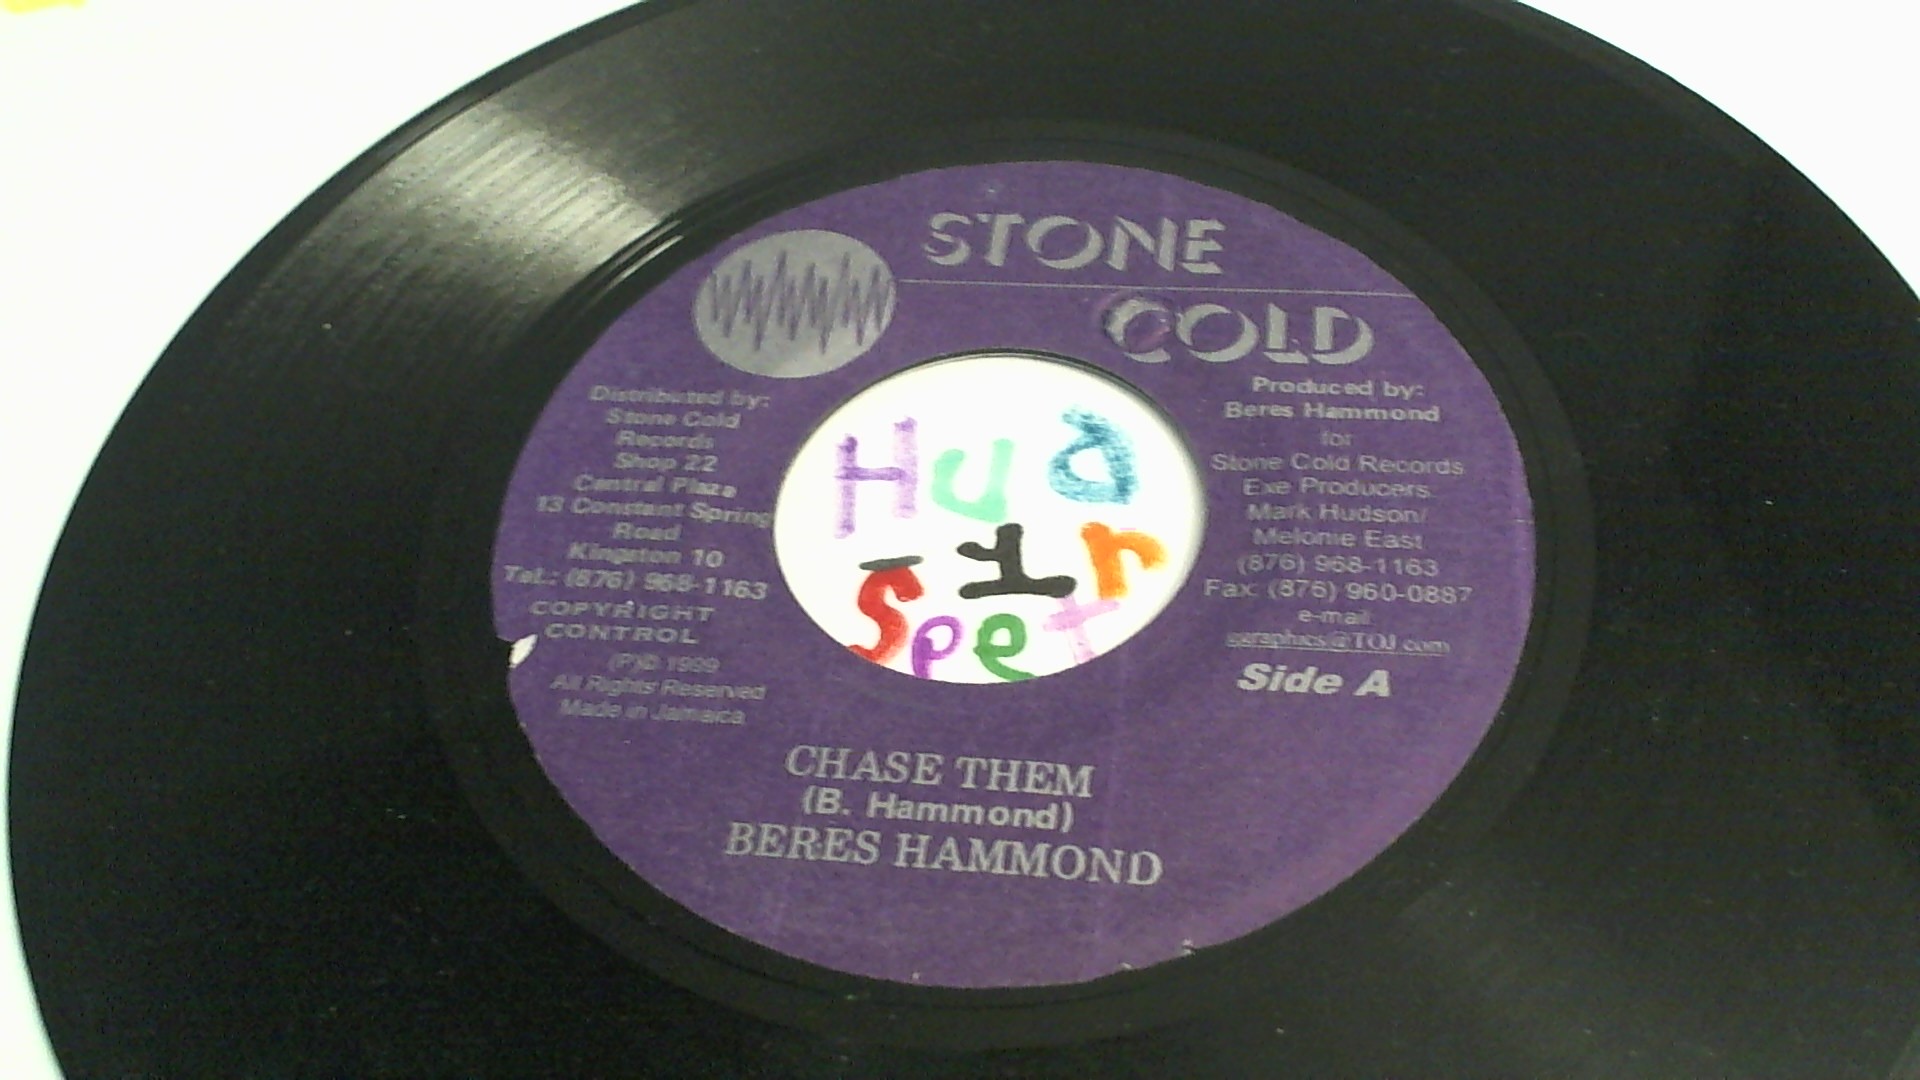 STONE
COLD
Distributed by:
Stone Cold
Records
Shop 22
Central Plaza
13 Constant Spring
Road
Kingston 10
Tel.: (876) 968-1163
COPYRIGHT
CONTROL
(P)© 1999
All Rights Reserved
Made in Jamaica
Produced by:
Beres Hammond
for
Stone Cold Records
Exe Producers
Mark Hudson/
Melonie East
(876) 968-1163
Fax: (876) 960-0887
e-mail
Side A
CHASE THEM
(B. Hammond)
BERES HAMMOND